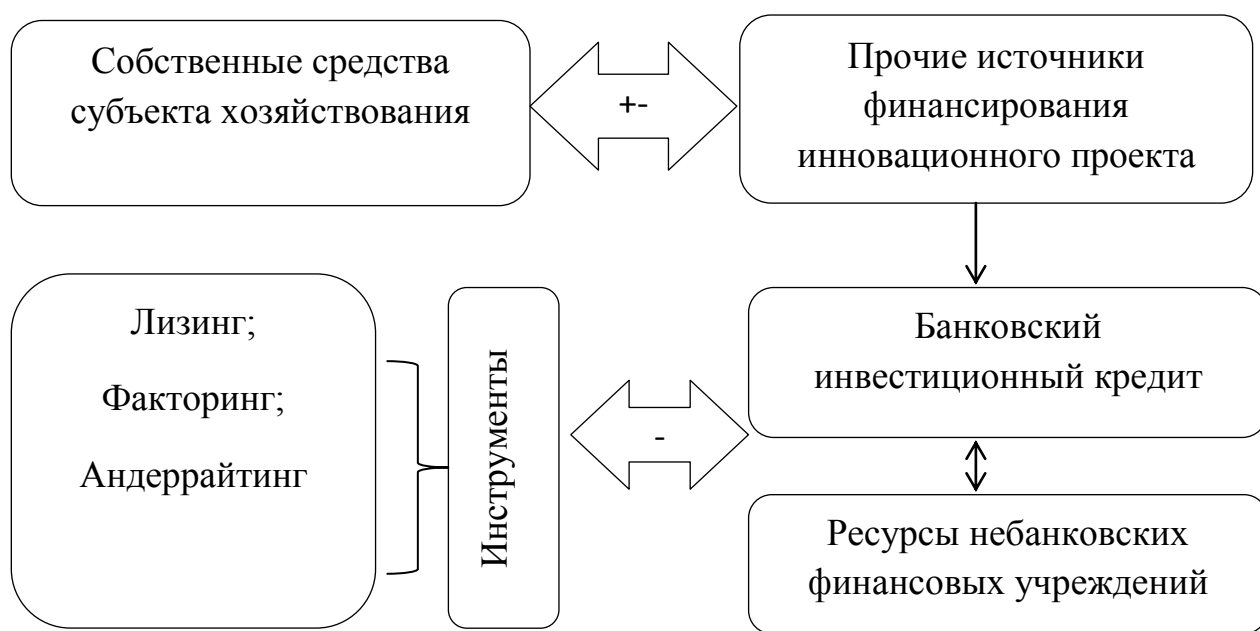 Собственные средства
субъекта хозяйствования
+-
Прочие источники
финансирования
инновационного проекта
Лизинг;
Факторинг;
Андеррайтинг
Инструменты
-
Банковский
инвестиционный кредит
Ресурсы небанковских
финансовых учреждений